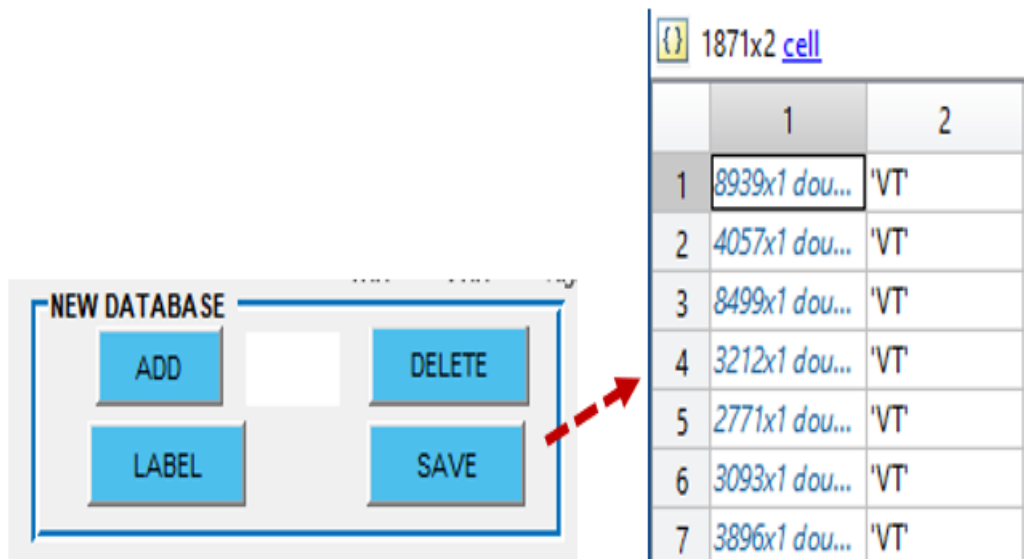 {} 1871x2 cell
1 2
1 8939x1 dou... 'VT'
2 4057x1 dou... 'VT'
3 8499x1 dou... 'VT'
4 3212x1 dou... 'VT'
5 2771x1 dou... 'VT'
6 3093x1 dou... 'VT'
7 3896x1 dou... 'VT'
NEW DATABASE
ADD DELETE
LABEL SAVE